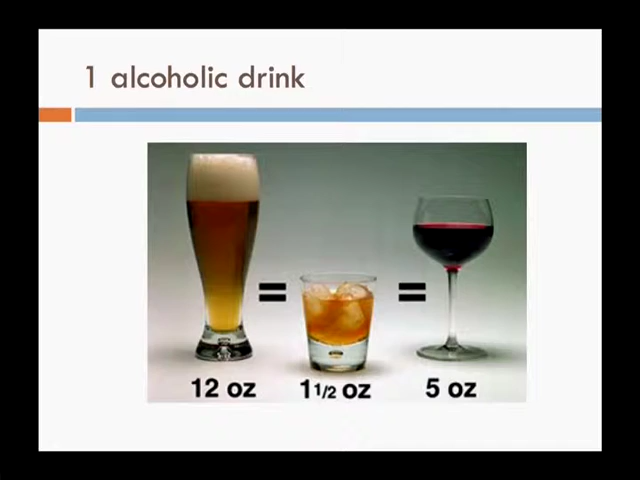 1 alcoholic drink
= =
12 oz 1 1/2 oz 5 oz